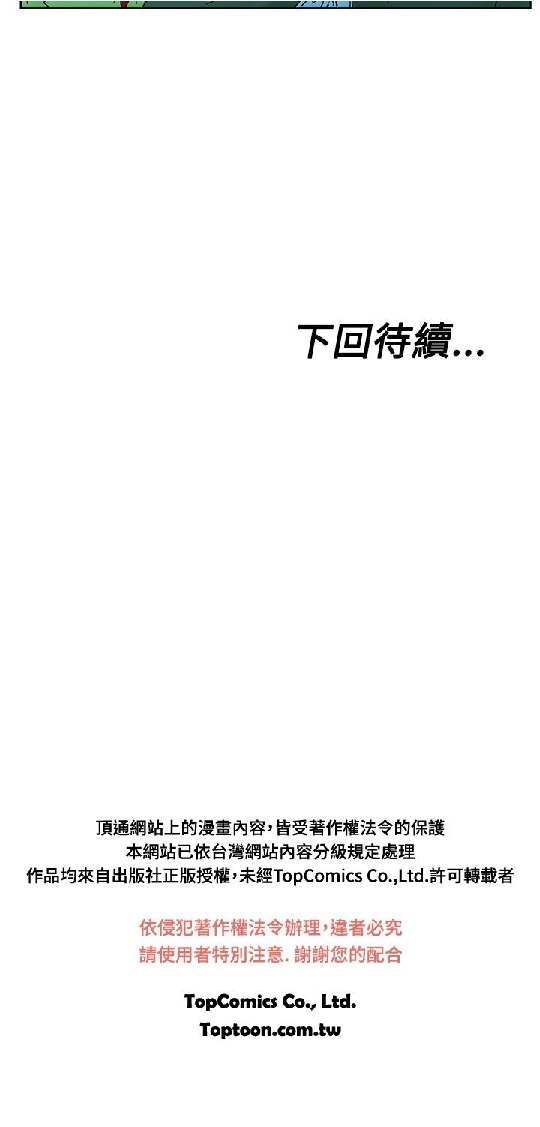 下回待續...
頂通網站上的漫畫內容，皆受著作權法令的保護
本網站已依台灣網站內容分級規定處理
作品均來自出版社正版授權，未經TopComics Co.,Ltd.許可轉載者
依侵犯著作權法令辦理，違者必究
請使用者特別注意. 謝謝您的配合
TopComics Co., Ltd.
Toptoon.com.tw